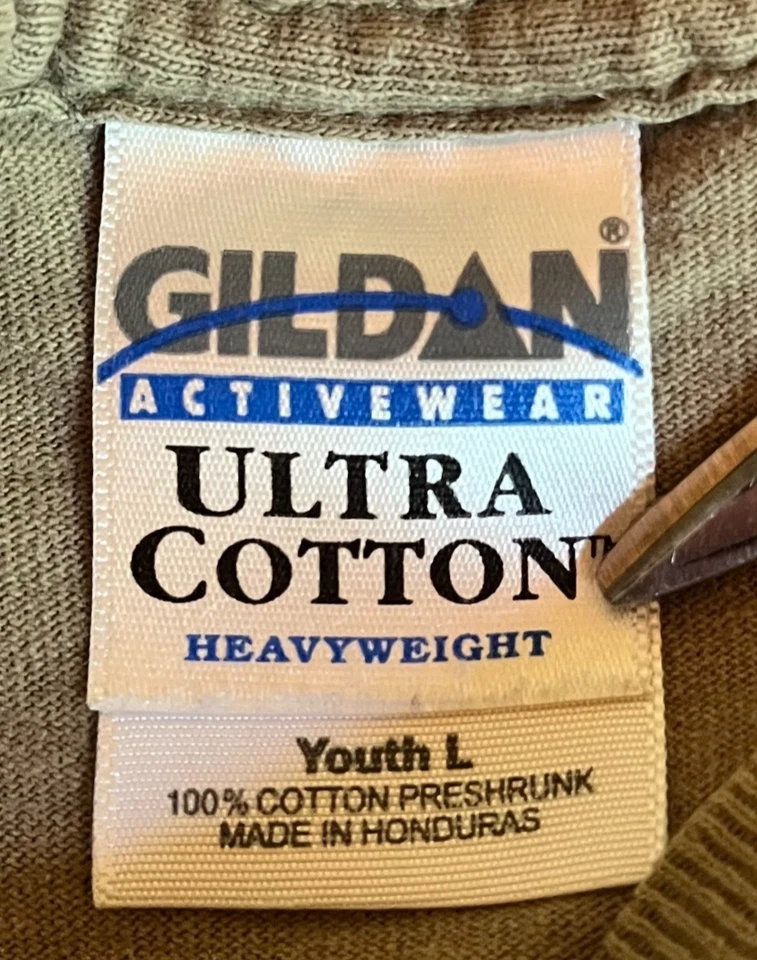 GILDAN®
ACTIVEWEAR
ULTRA
COTTON™
HEAVYWEIGHT
Youth L
100% COTTON PRESHRUNK
MADE IN HONDURAS